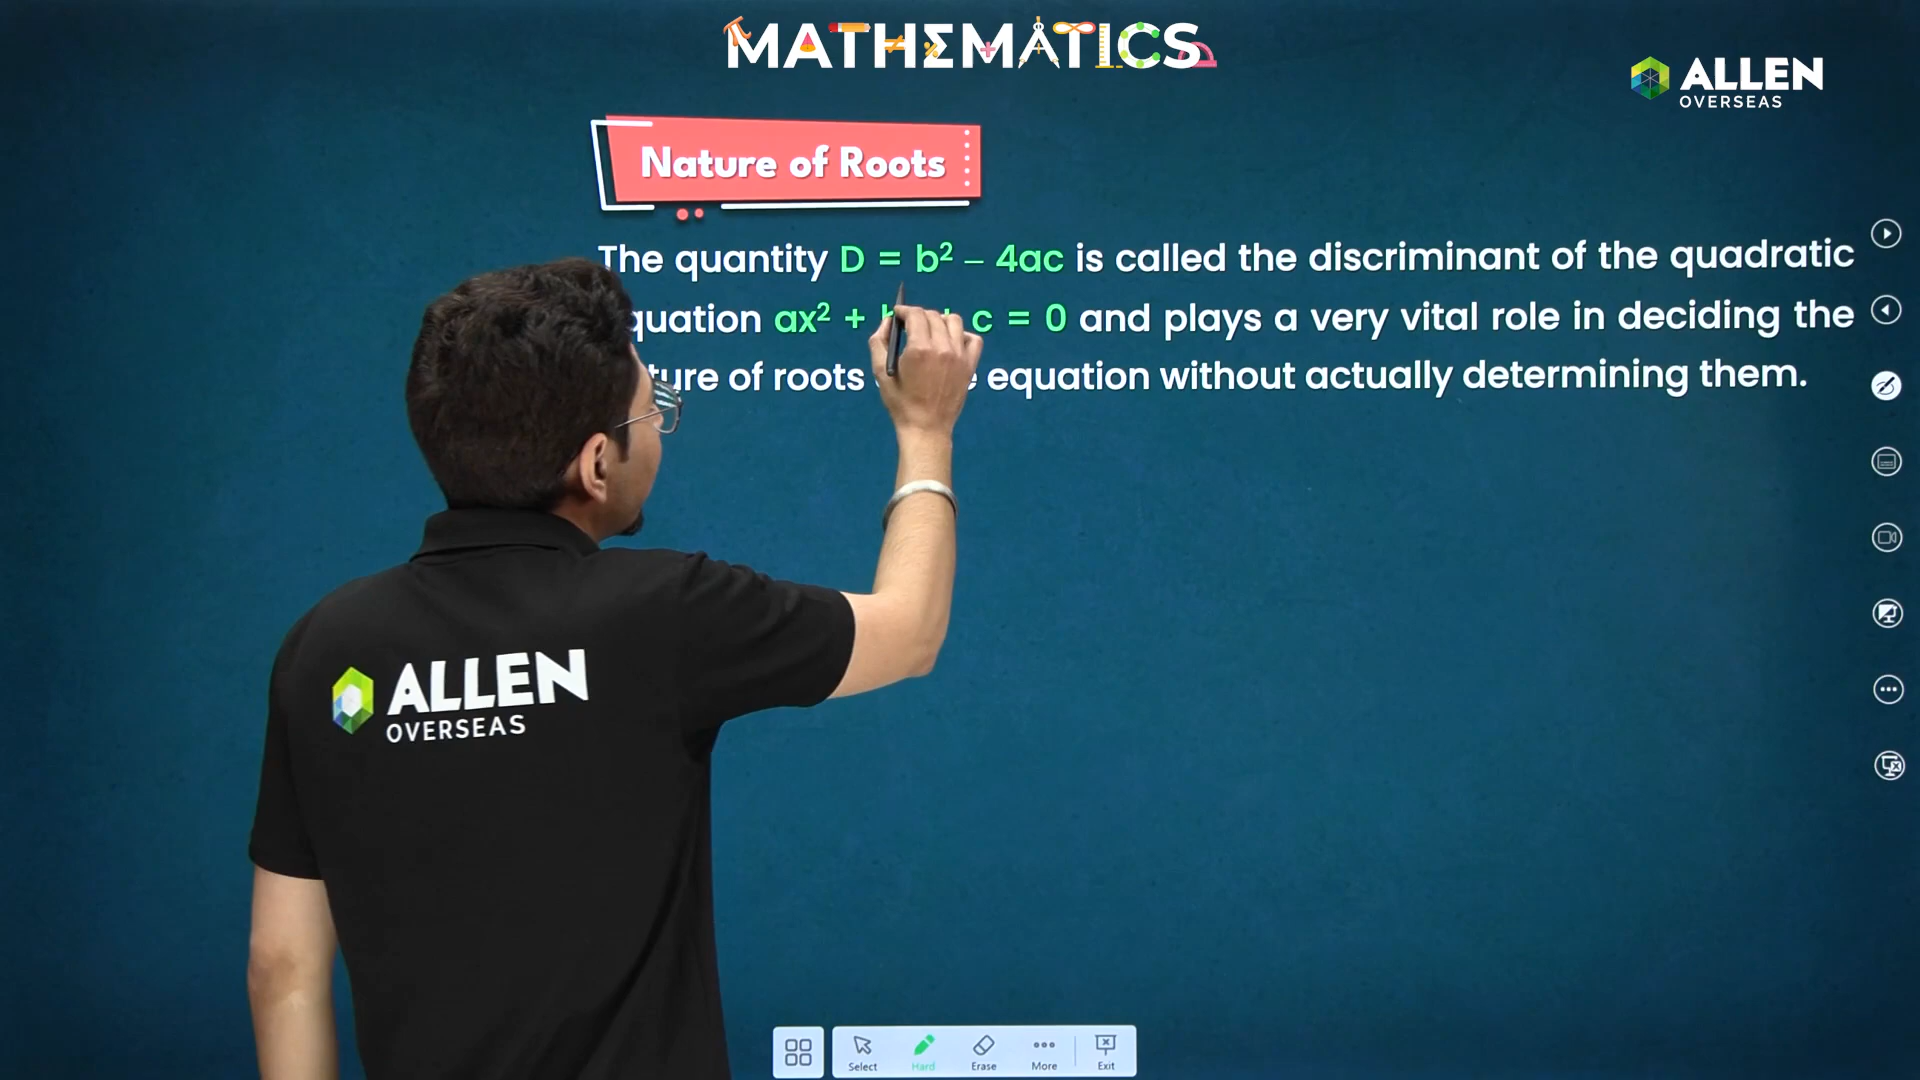 MATHEMATICS
ALLEN
OVERSEAS
Nature of Roots
The quantity D = b² – 4ac is called the discriminant of the quadratic
quation ax² + c = 0 and plays a very vital role in deciding the
ture of roots equation without actually determining them.
ALLEN
OVERSEAS
Select Hard Erase More Exit